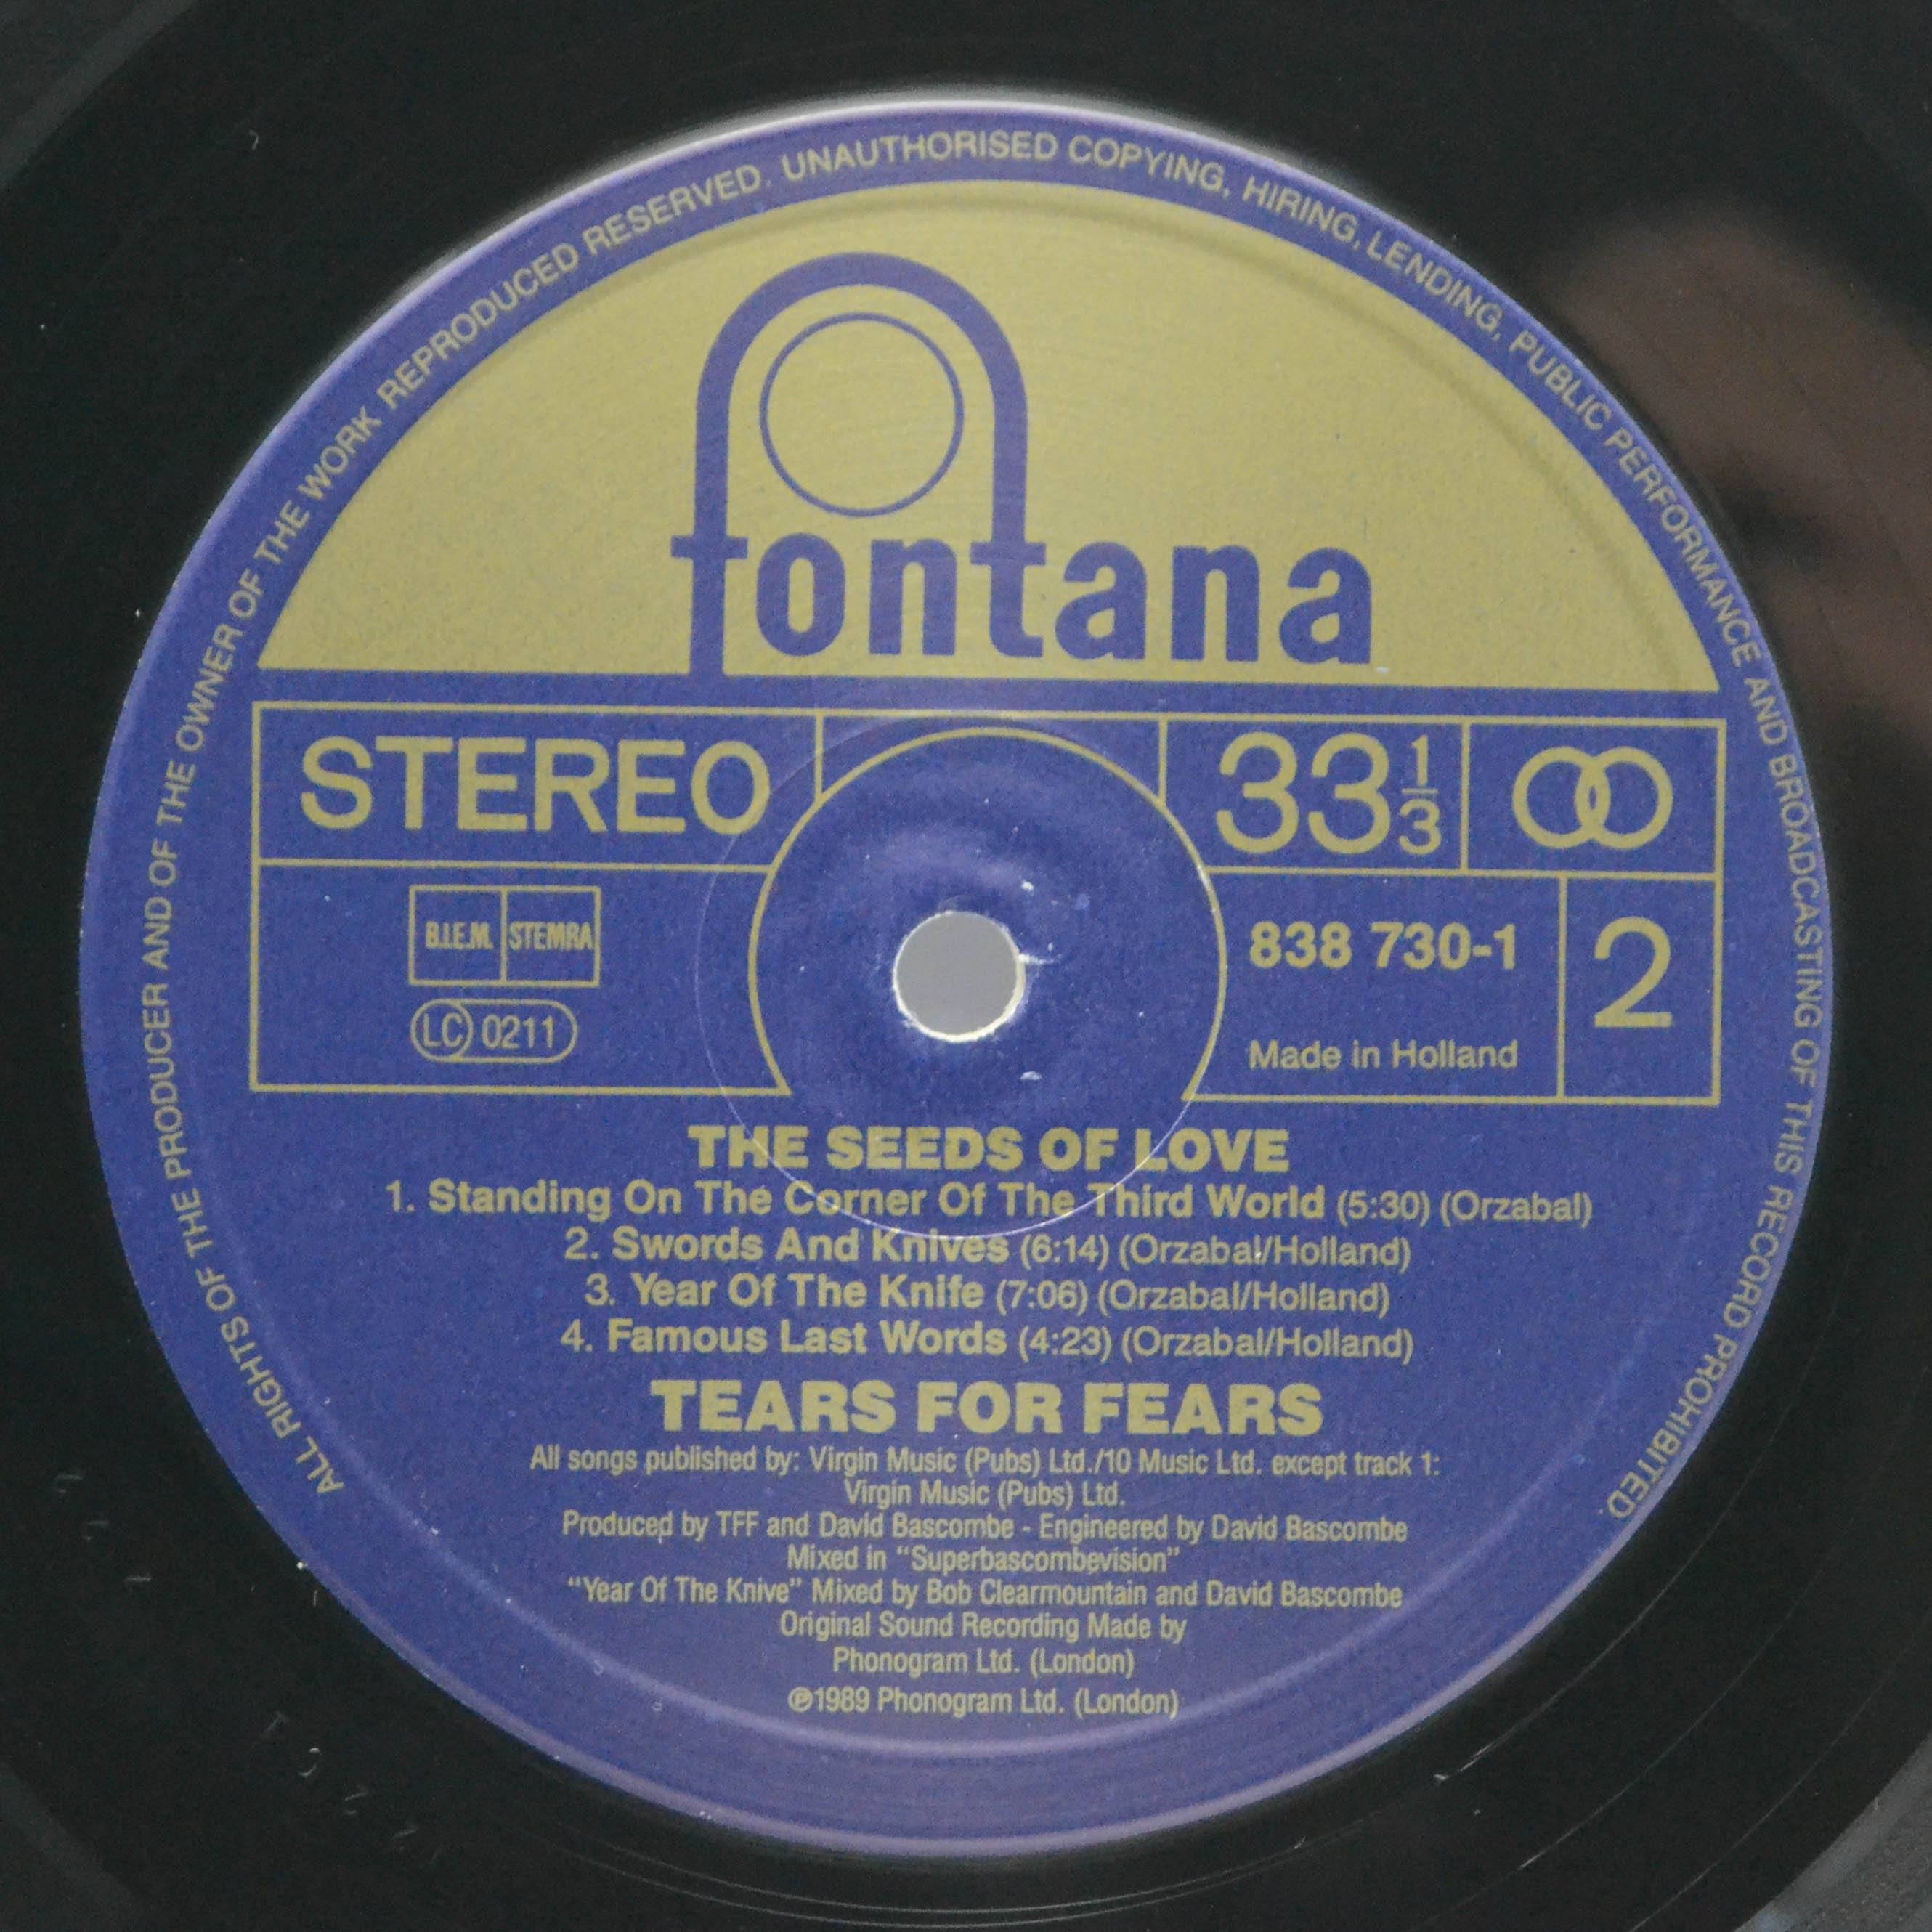 ALL RIGHTS OF THE PRODUCER AND OF THE OWNER OF THE WORK REPRODUCED RESERVED. UNAUTHORISED COPYING, HIRING, LENDING, PUBLIC PERFORMANCE AND BROADCASTING OF THIS RECORD PROHIBITED.
fontana
STEREO
33 1/3
B.I.E.M. STEMRA
LC 0211
838 730-1
Made in Holland
2
THE SEEDS OF LOVE
1. Standing On The Corner Of The Third World (5:30) (Orzabal)
2. Swords And Knives (6:14) (Orzabal/Holland)
3. Year Of The Knife (7:06) (Orzabal/Holland)
4. Famous Last Words (4:23) (Orzabal/Holland)
TEARS FOR FEARS
All songs published by: Virgin Music (Pubs) Ltd./10 Music Ltd. except track 1:
Virgin Music (Pubs) Ltd.
Produced by TFF and David Bascombe - Engineered by David Bascombe
Mixed in “Superbascombevision”
“Year Of The Knive” Mixed by Bob Clearmountain and David Bascombe
Original Sound Recording Made by
Phonogram Ltd. (London)
℗1989 Phonogram Ltd. (London)